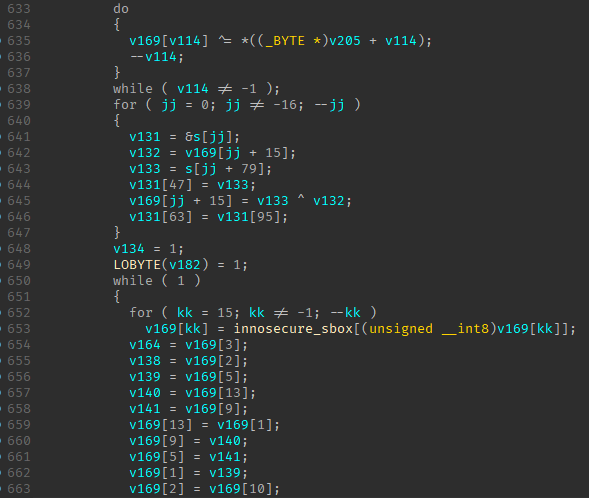 633 do
634 {
635 v169[v114] ^= *((_BYTE *)v205 + v114);
636 --v114;
637 }
638 while ( v114 != -1 );
639 for ( jj = 0; jj != -16; --jj )
640 {
641 v131 = &s[jj];
642 v132 = v169[jj + 15];
643 v133 = s[jj + 79];
644 v131[47] = v133;
645 v169[jj + 15] = v133 ^ v132;
646 v131[63] = v131[95];
647 }
648 v134 = 1;
649 LOBYTE(v182) = 1;
650 while ( 1 )
651 {
652 for ( kk = 15; kk != -1; --kk )
653 v169[kk] = innosecure_sbox[(unsigned __int8)v169[kk]];
654 v164 = v169[3];
655 v138 = v169[2];
656 v139 = v169[5];
657 v140 = v169[13];
658 v141 = v169[9];
659 v169[13] = v169[1];
660 v169[9] = v140;
661 v169[5] = v141;
662 v169[1] = v139;
663 v169[2] = v169[10];